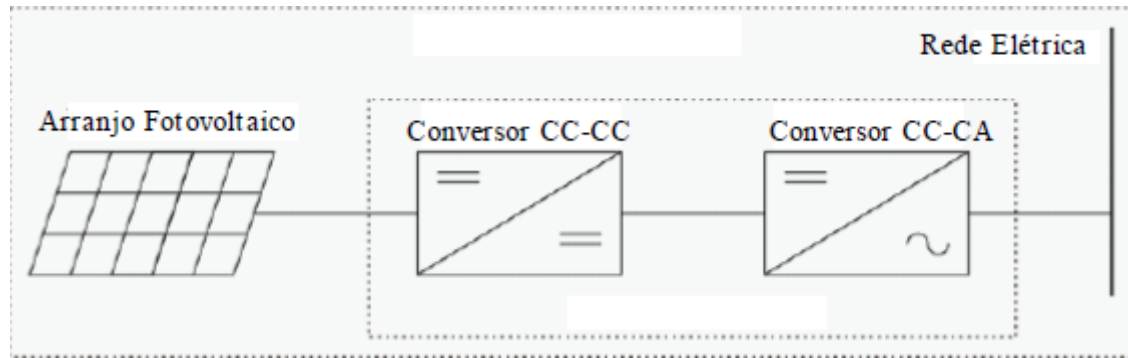 Rede Elétrica
Arranjo Fotovoltaico
Conversor CC-CC
Conversor CC-CA